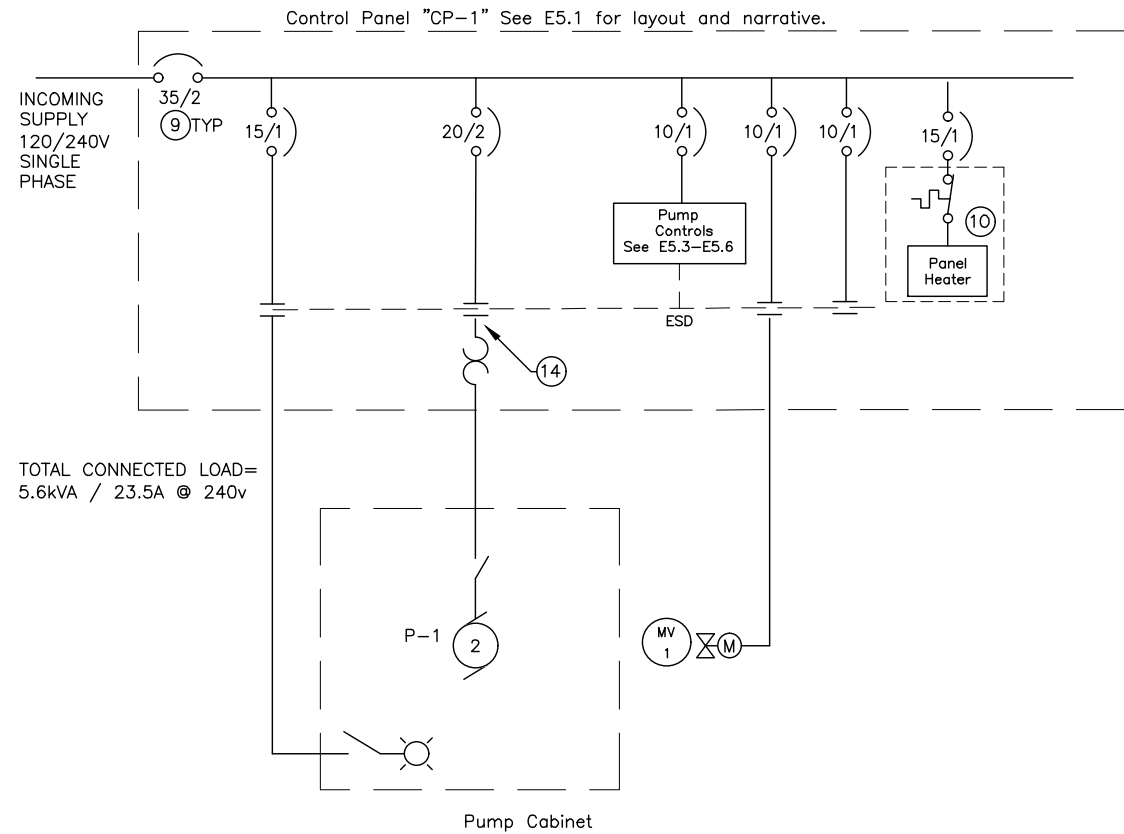 Control Panel "CP-1" See E5.1 for layout and narrative.
INCOMING
SUPPLY
120/240V
SINGLE
PHASE
35/2
9 TYP
15/1
20/2
10/1
10/1
10/1
15/1
Pump
Controls
See E5.3-E5.6
10
Panel
Heater
ESD
14
TOTAL CONNECTED LOAD=
5.6kVA / 23.5A @ 240v
P-1
2
MV
1
M
Pump Cabinet